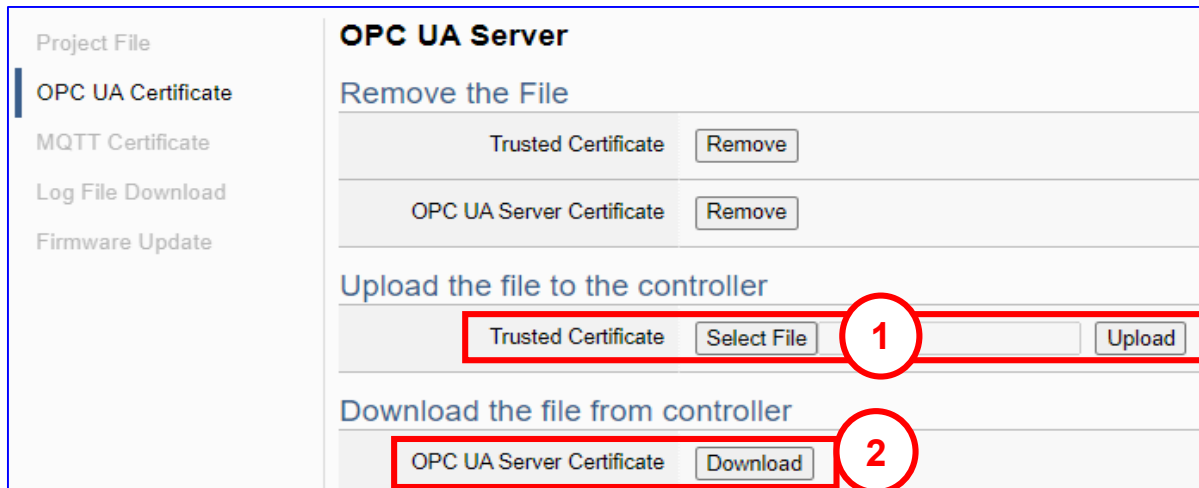 Project File
OPC UA Certificate
MQTT Certificate
Log File Download
Firmware Update
OPC UA Server
Remove the File
Trusted Certificate Remove
OPC UA Server Certificate Remove
Upload the file to the controller
Trusted Certificate Select File 1 Upload
Download the file from controller
OPC UA Server Certificate Download 2